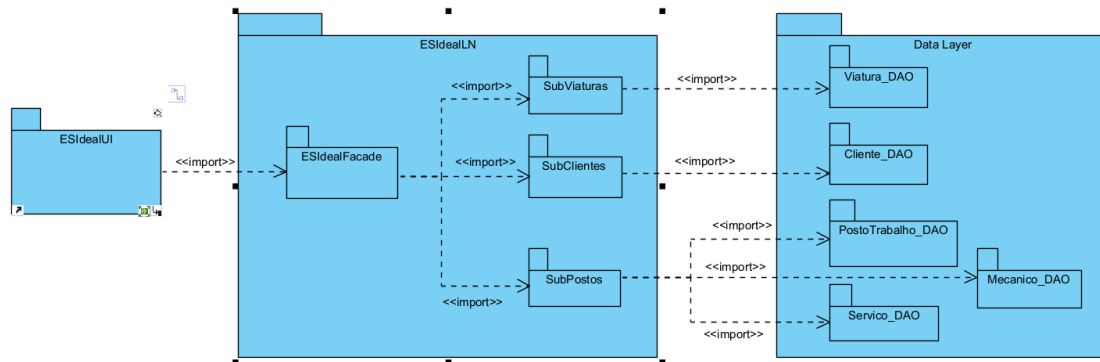 ESIdealUI
<<import>>
ESIdealLN
ESIdealFacade
<<import>>
SubViaturas
<<import>>
SubClientes
<<import>>
SubPostos
<<import>>
<<import>>
<<import>>
<<import>>
<<import>>
Data Layer
Viatura_DAO
Cliente_DAO
PostoTrabalho_DAO
Mecanico_DAO
Servico_DAO